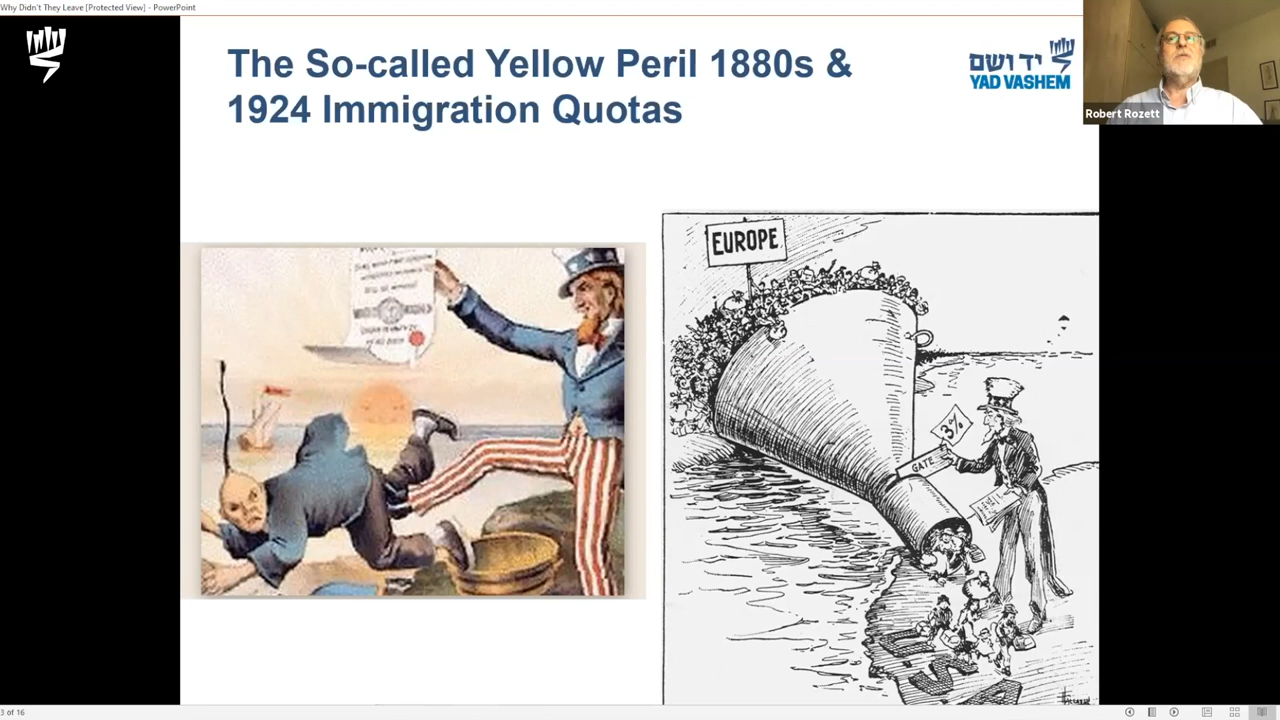 Why Didn't They Leave [Protected View] - PowerPoint
The So-called Yellow Peril 1880s &
1924 Immigration Quotas
יד ושם
YAD VASHEM
Robert Rozett
EUROPE
3%
GATE
USA
3 of 16